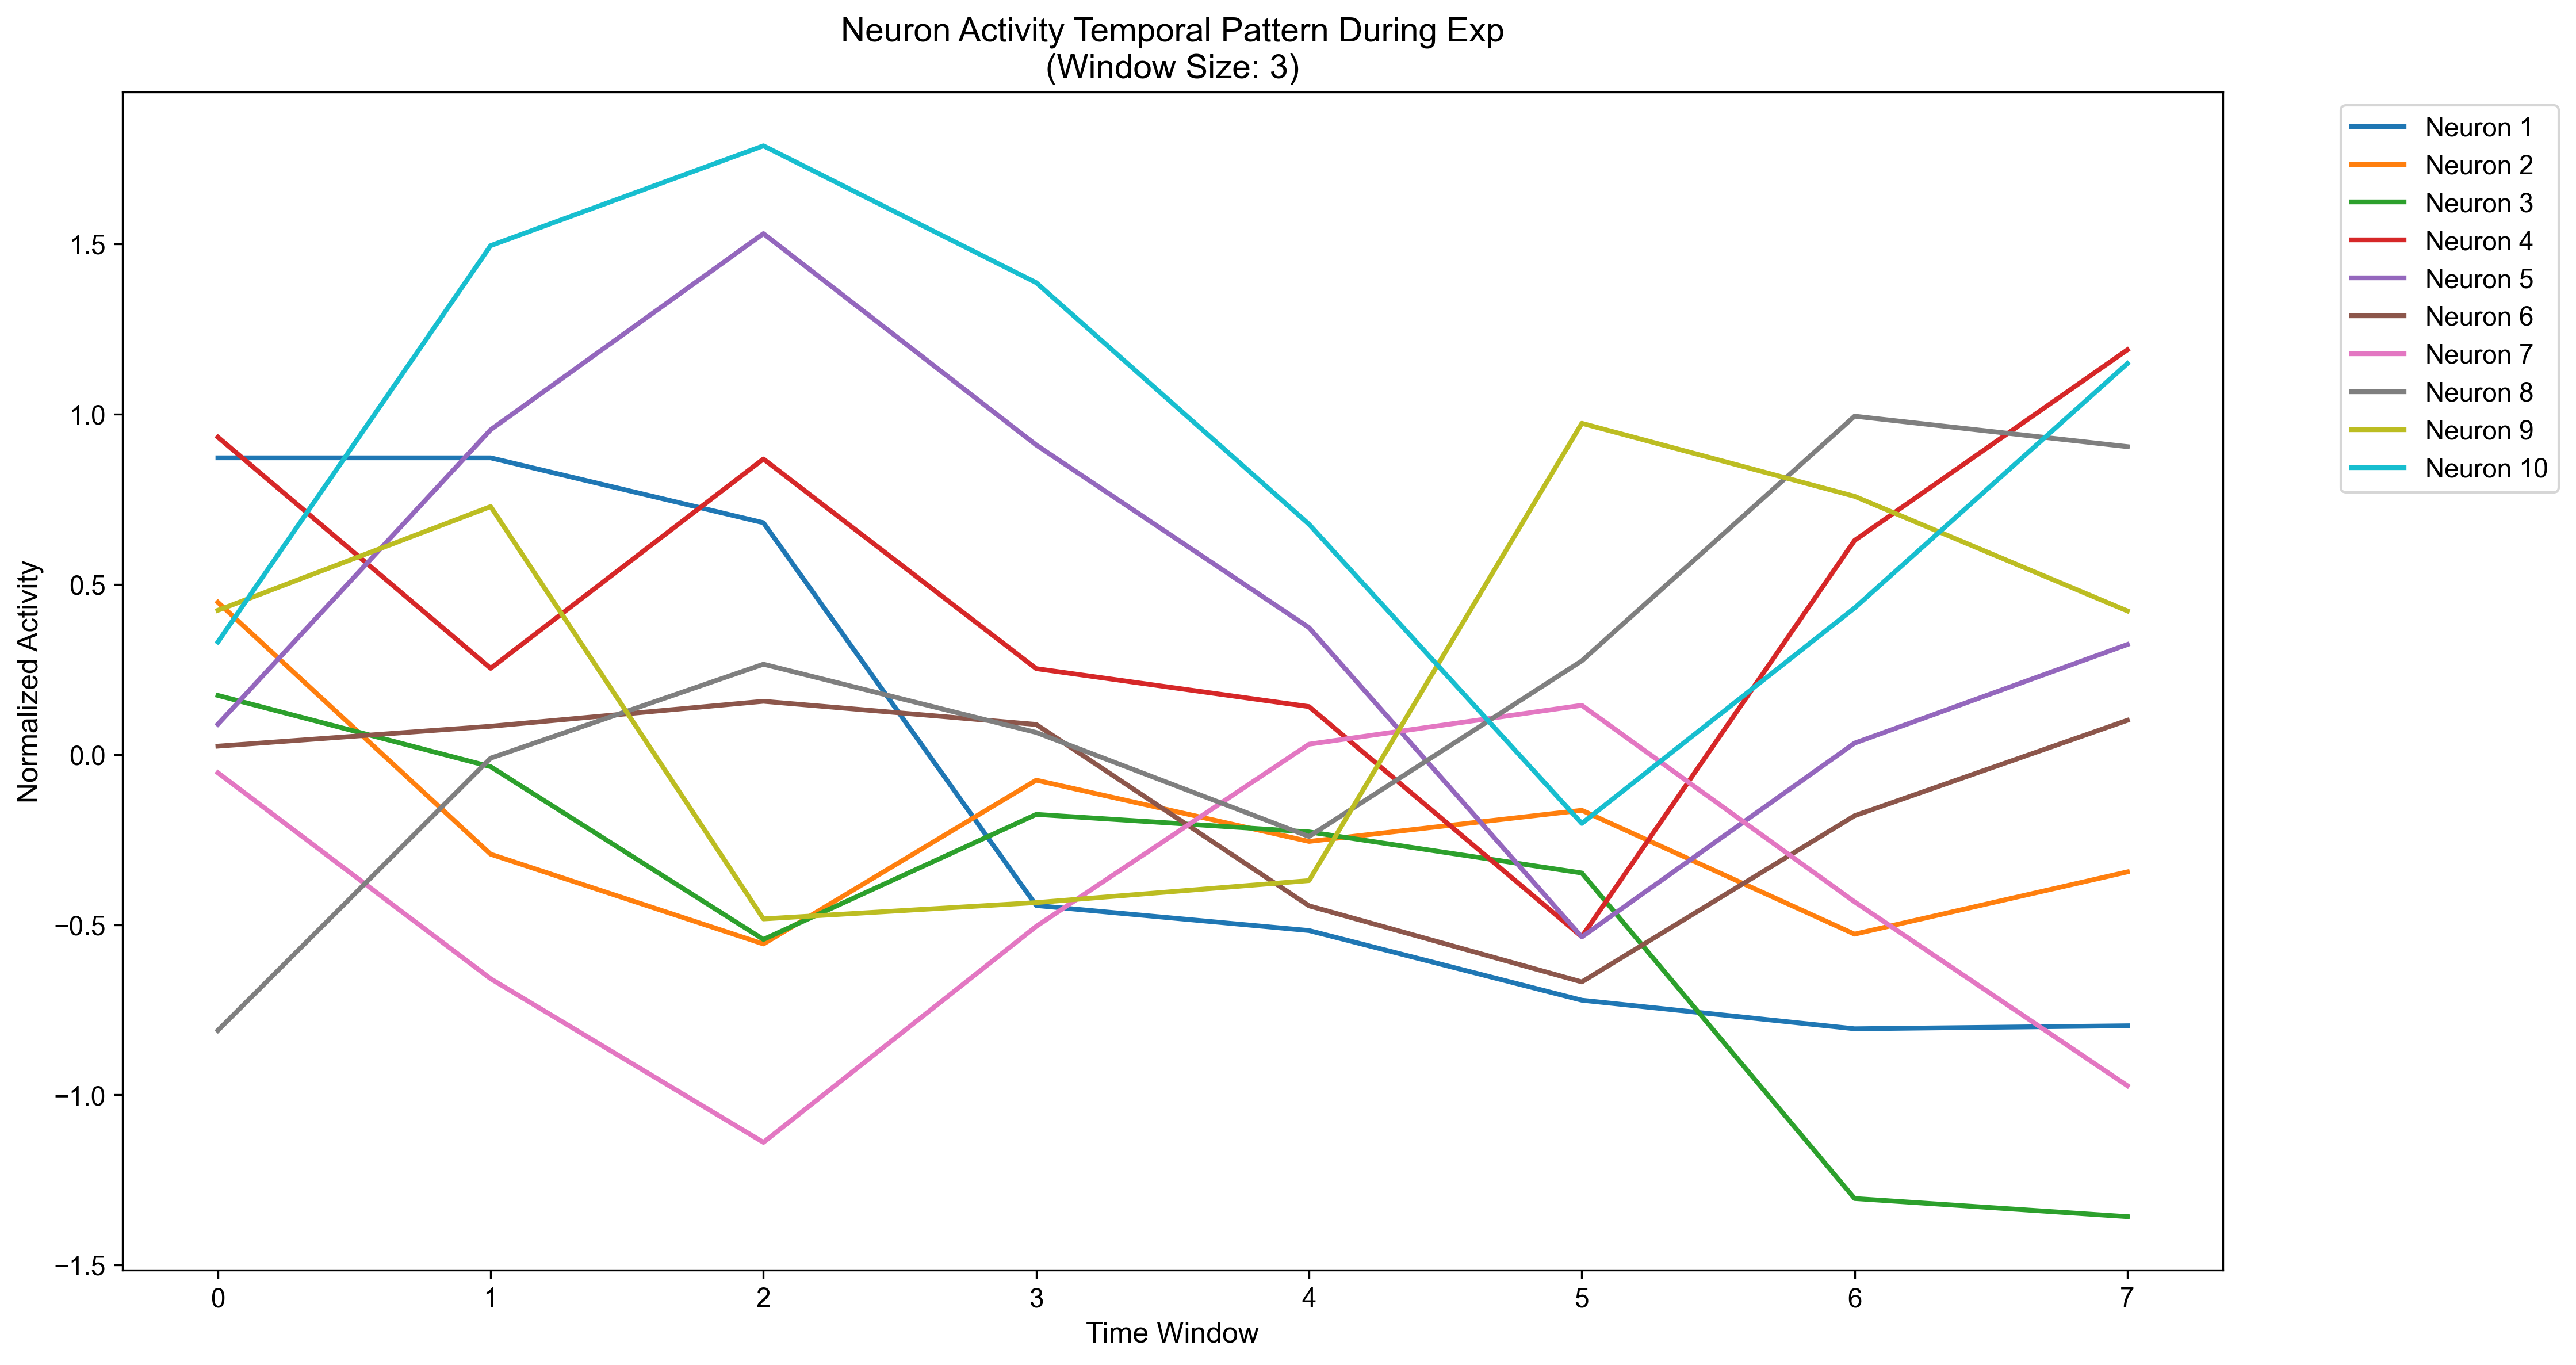 Neuron Activity Temporal Pattern During Exp
(Window Size: 3)
Normalized Activity
1.5
1.0
0.5
0.0
−0.5
−1.0
−1.5
0 1 2 3 4 5 6 7
Time Window
Neuron 1
Neuron 2
Neuron 3
Neuron 4
Neuron 5
Neuron 6
Neuron 7
Neuron 8
Neuron 9
Neuron 10